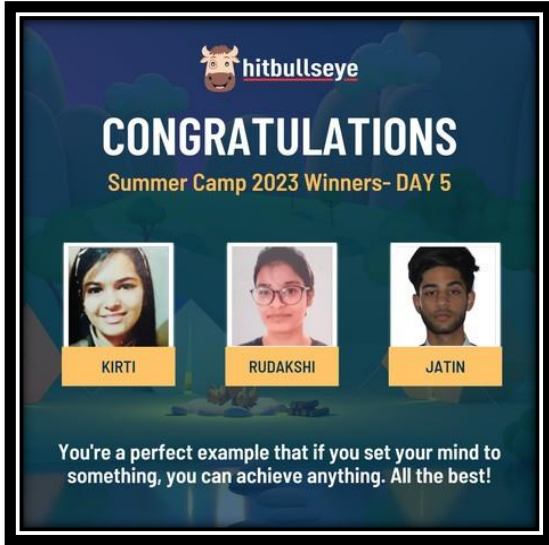 hitbullseye
CONGRATULATIONS
Summer Camp 2023 Winners- DAY 5
KIRTI
RUDAKSHI
JATIN
You're a perfect example that if you set your mind to
something, you can achieve anything. All the best!